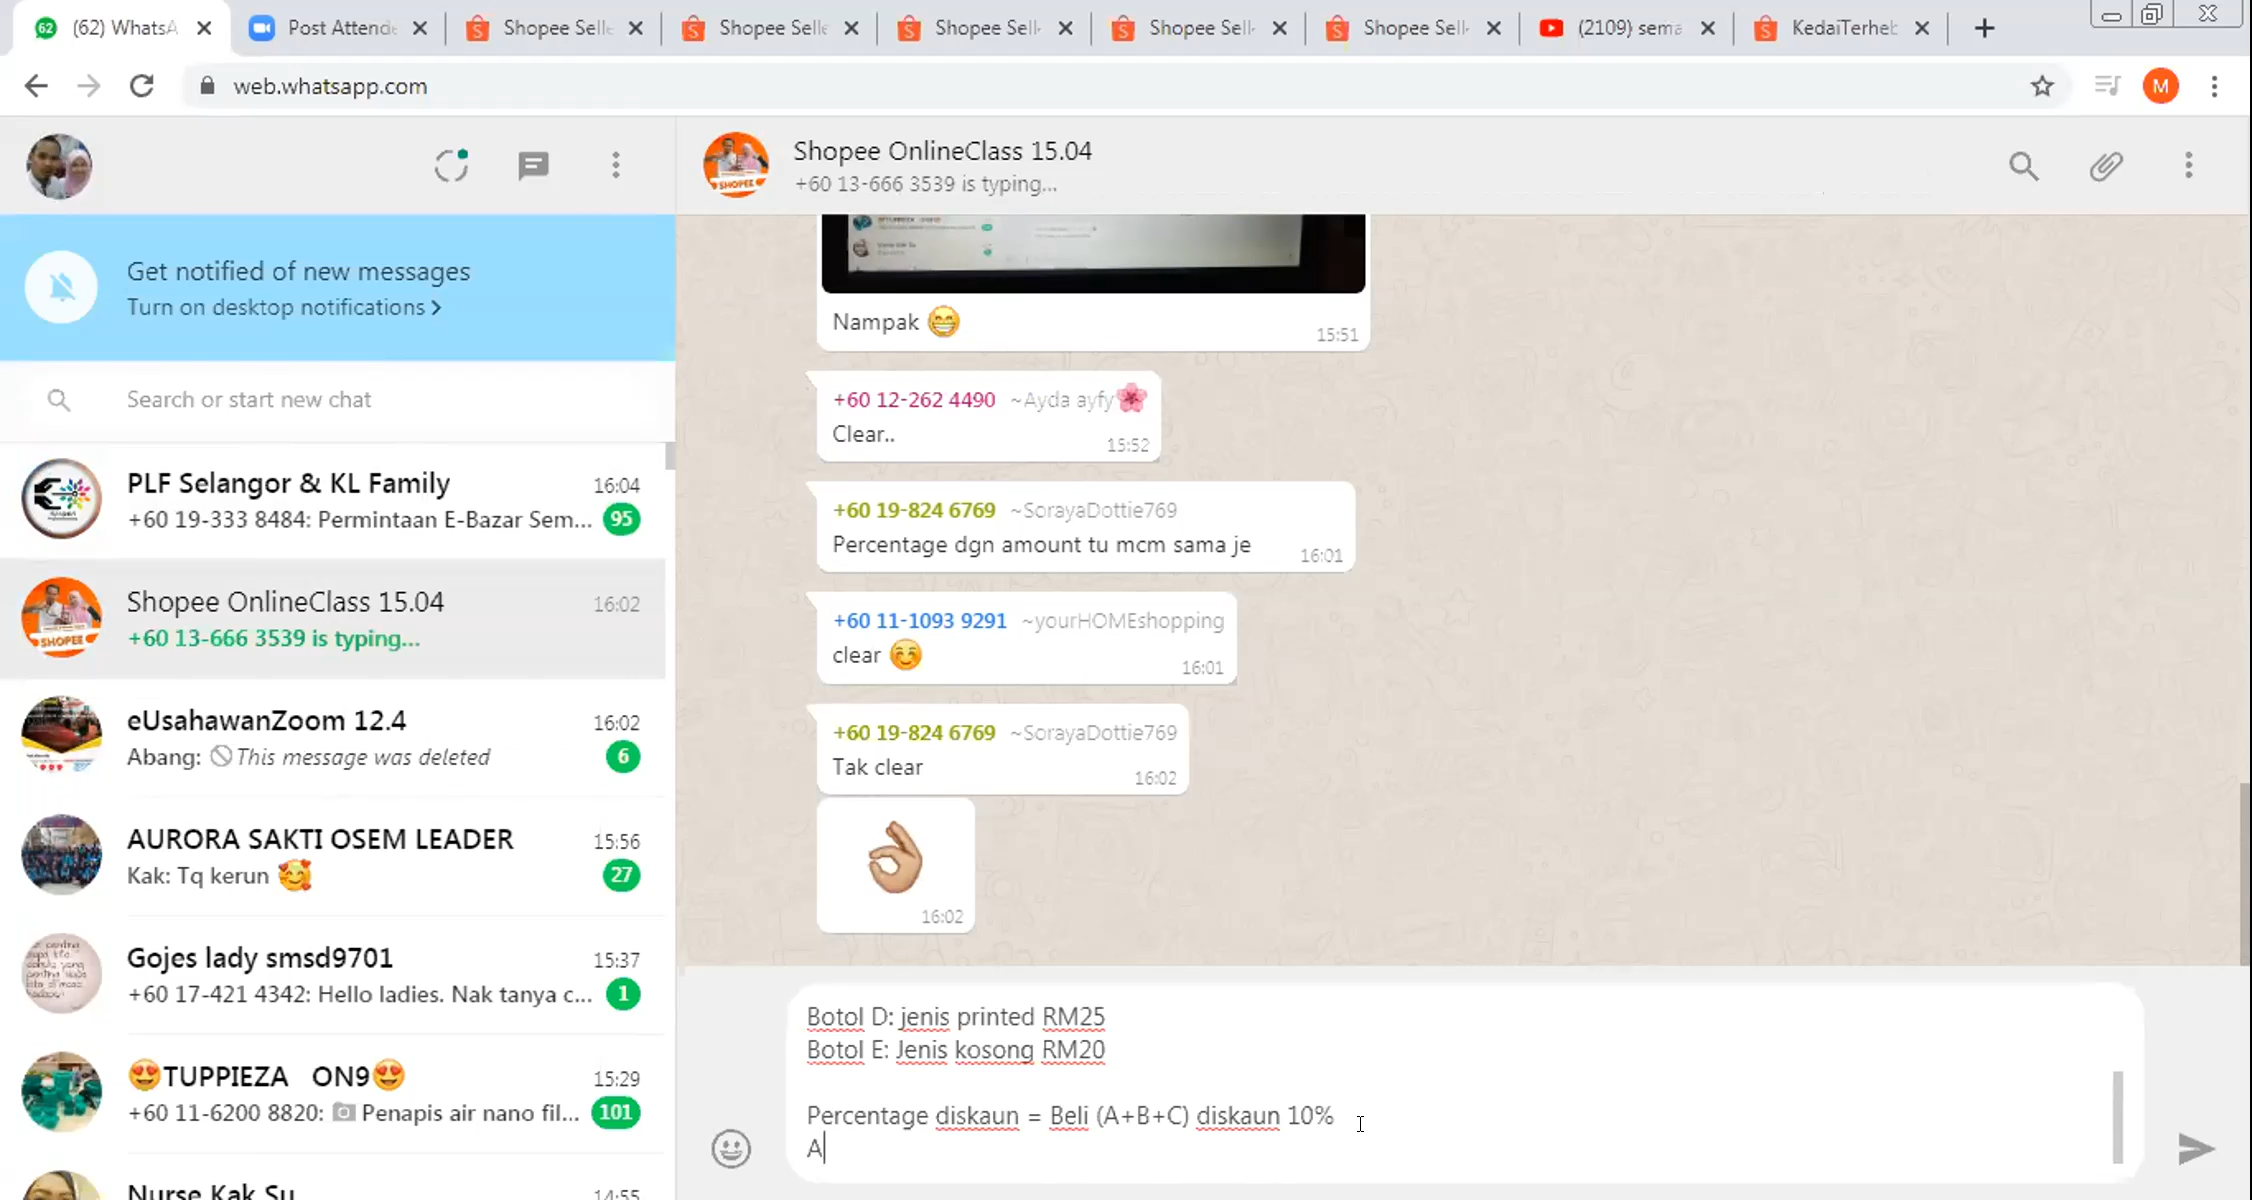 62 (62) WhatsA
Post Attende
Shopee Selle
Shopee Selle
Shopee Sell
Shopee Sell
Shopee Sell
(2109) sema
KedaiTerheb
web.whatsapp.com
M
Get notified of new messages
Turn on desktop notifications >
Search or start new chat
PLF Selangor & KL Family 16:04
+60 19-333 8484: Permintaan E-Bazar Sem... 95
Shopee OnlineClass 15.04 16:02
+60 13-666 3539 is typing...
SHOPEE
eUsahawanZoom 12.4 16:02
Abang: 🚫This message was deleted 6
AURORA SAKTI OSEM LEADER 15:56
Kak: Tq kerun 🥰 27
Gojes lady smsd9701 15:37
+60 17-421 4342: Hello ladies. Nak tanya c... 1
😍TUPPIEZA ON9😍 15:29
+60 11-6200 8820: 📷 Penapis air nano fil... 101
Nurse Kak Su 14:55
Shopee OnlineClass 15.04
+60 13-666 3539 is typing...
SHOPEE
Nampak 😁 15:51
+60 12-262 4490 ~Ayda ayfy🌸
Clear.. 15:52
+60 19-824 6769 ~SorayaDottie769
Percentage dgn amount tu mcm sama je 16:01
+60 11-1093 9291 ~yourHOMEshopping
clear ☺️ 16:01
+60 19-824 6769 ~SorayaDottie769
Tak clear 16:02
👌🏼 16:02
Botol D: jenis printed RM25
Botol E: Jenis kosong RM20
Percentage diskaun = Beli (A+B+C) diskaun 10%
A